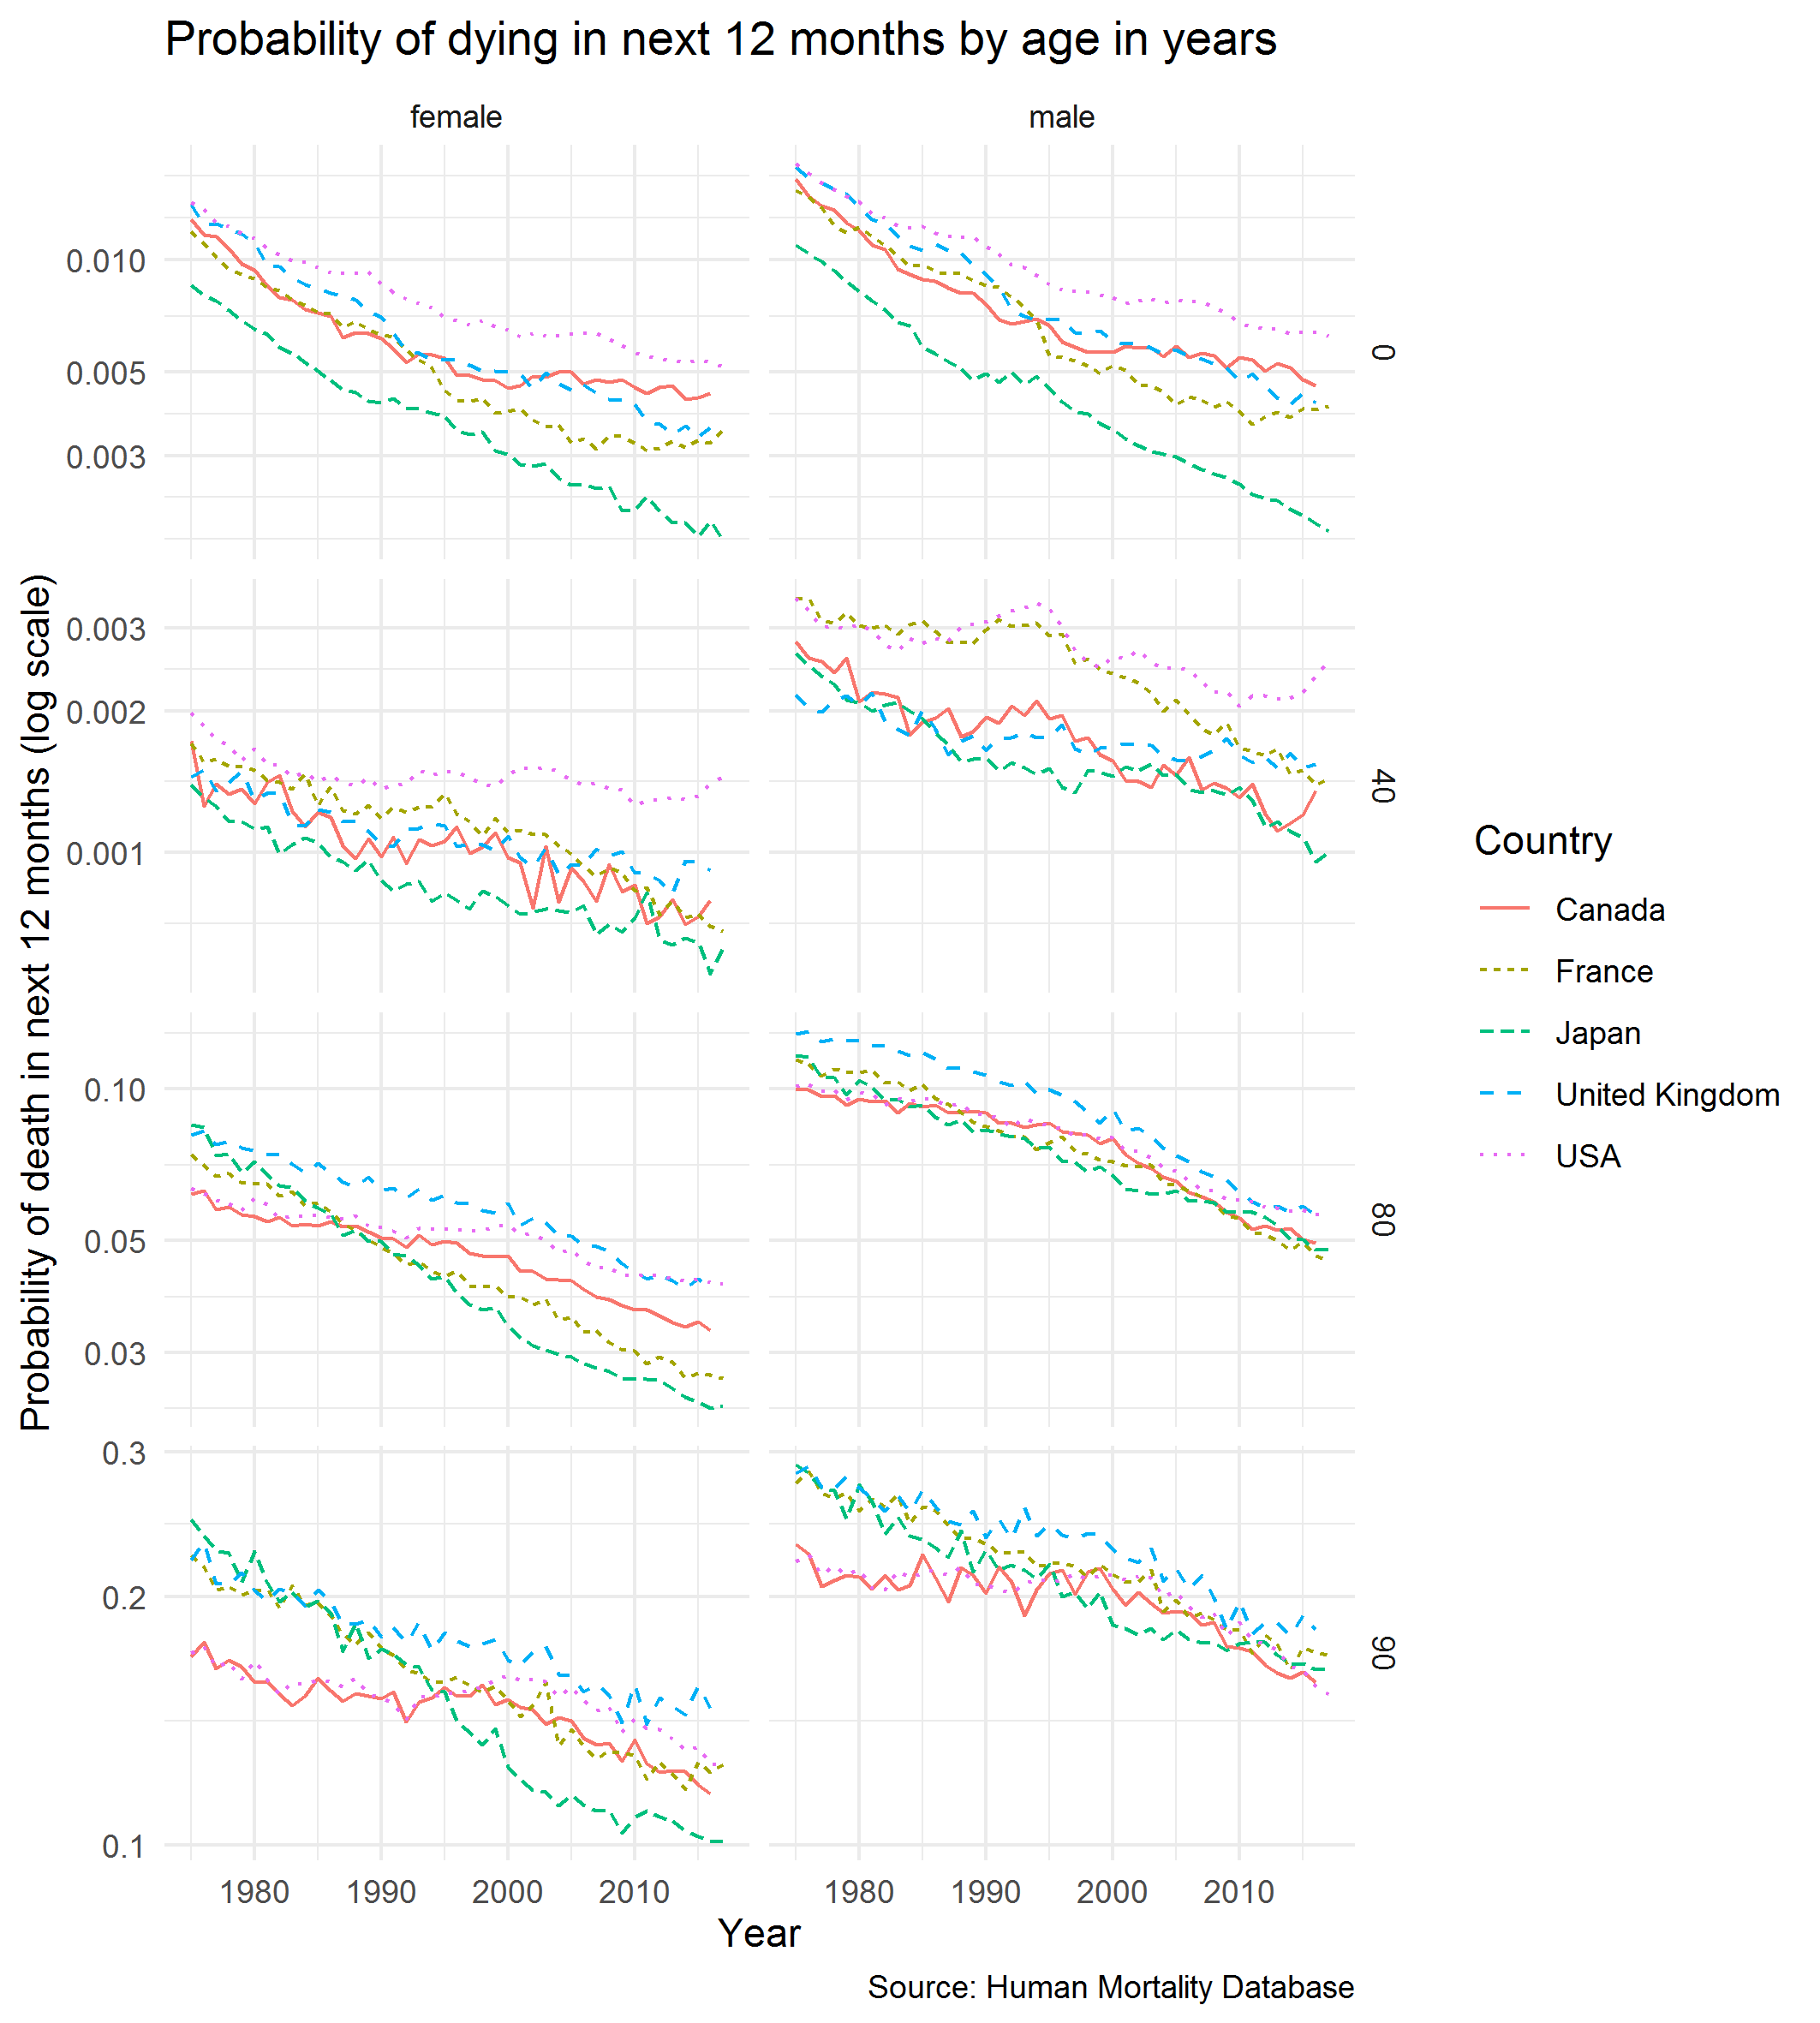 Probability of dying in next 12 months by age in years
female
male
0.010
0.005
0.003
0
0.003
0.002
0.001
40
0.10
0.05
0.03
80
0.3
0.2
0.1
90
1980 1990 2000 2010
1980 1990 2000 2010
Probability of death in next 12 months (log scale)
Year
Country
Canada
France
Japan
United Kingdom
USA
Source: Human Mortality Database